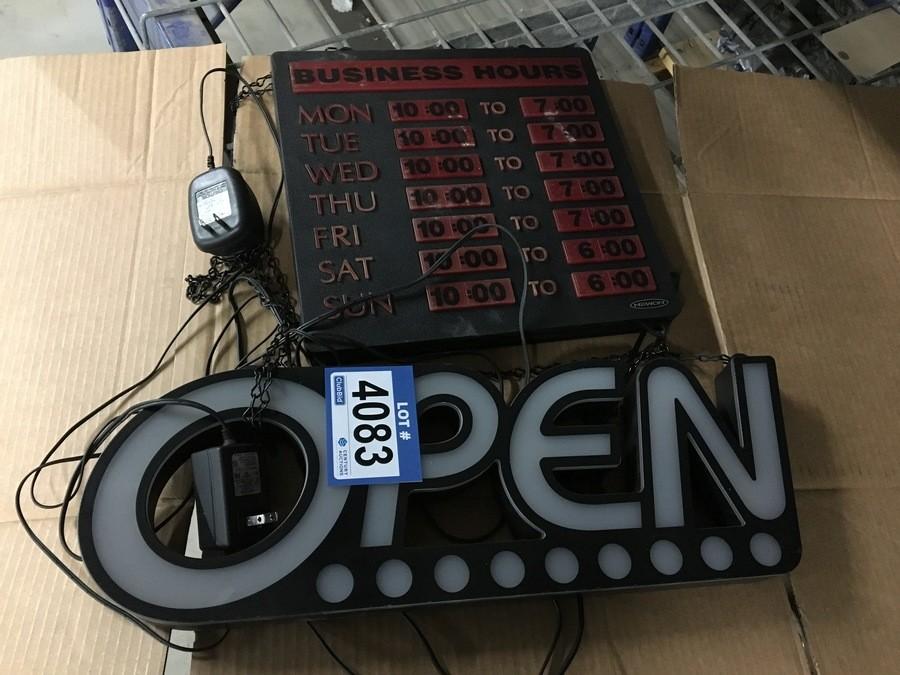 BUSINESS HOURS
MON 10:00 TO 7:00
TUE 10:00 TO 7:00
WED 10:00 TO 7:00
THU 10:00 TO 7:00
FRI 10:00 TO 7:00
SAT 10:00 TO 6:00
SUN 10:00 TO 6:00
OPEN
LOT #
4083
ClubBid
CENTURY
AUCTIONS